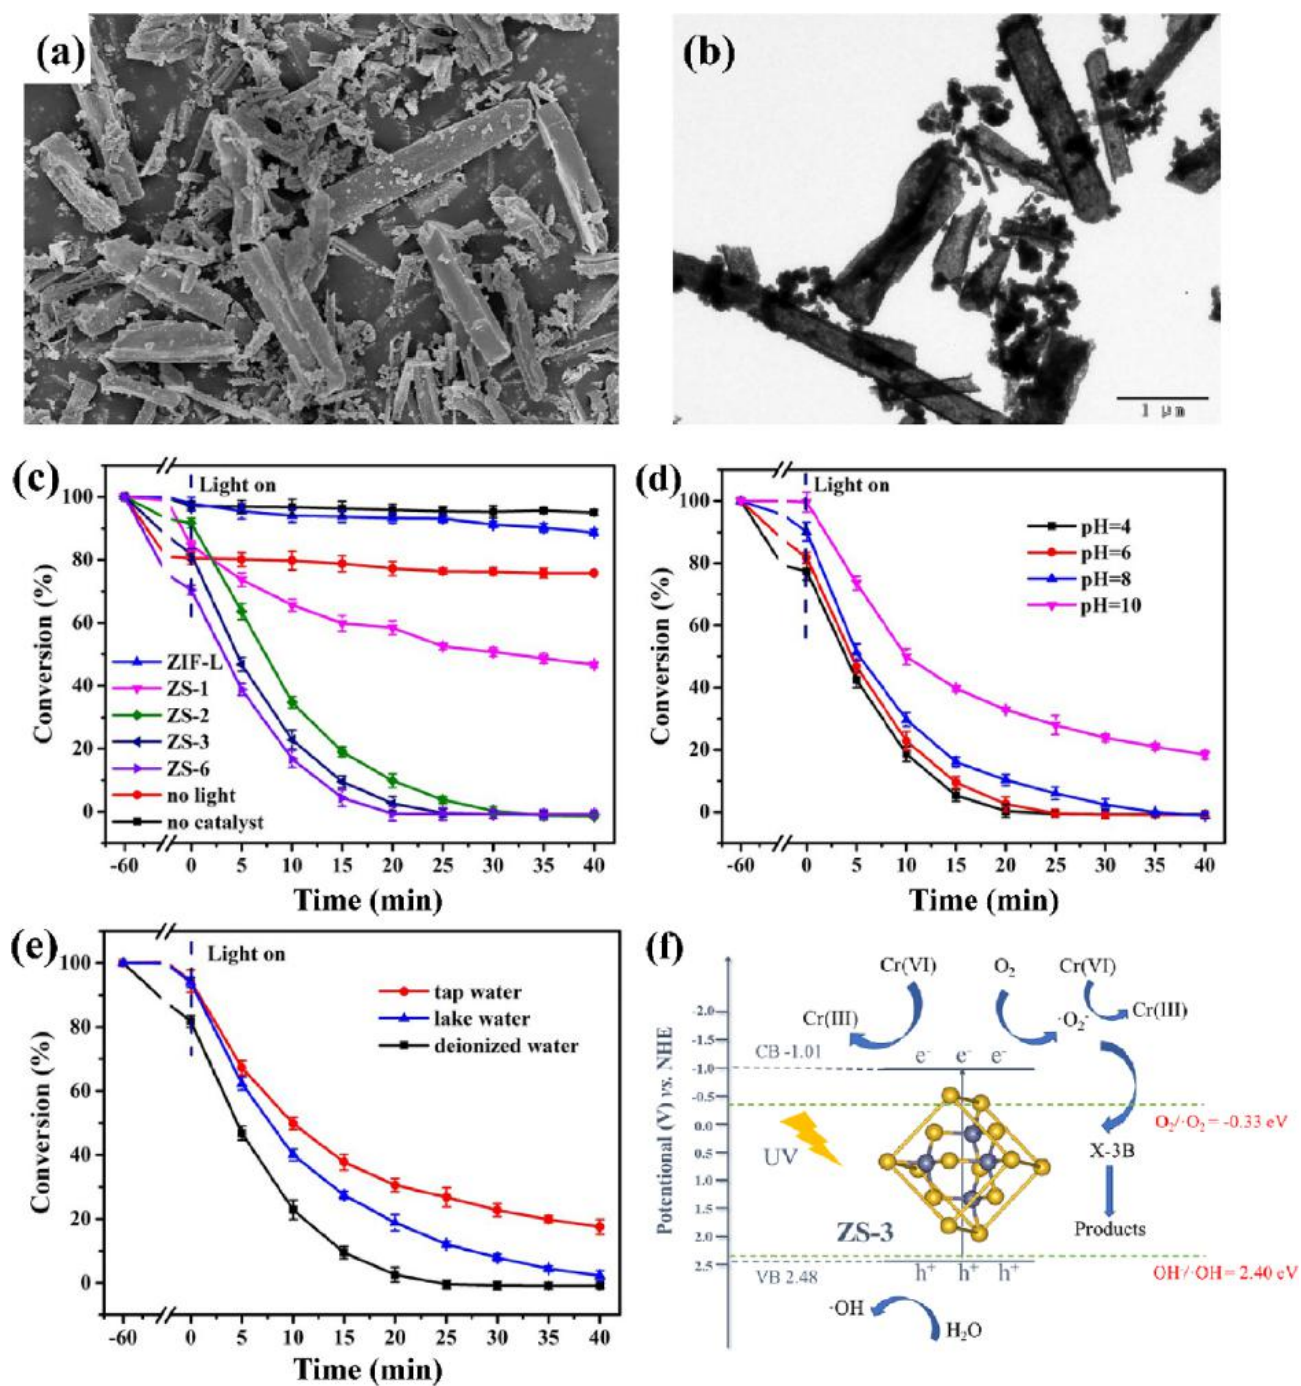 (a)
(b)
1 μm
(c)
Light on
100
80
60
40
20
0
Conversion (%)
ZIF-L
ZS-1
ZS-2
ZS-3
ZS-6
no light
no catalyst
-60 0 5 10 15 20 25 30 35 40
Time (min)
(d)
Light on
100
80
60
40
20
0
Conversion (%)
pH=4
pH=6
pH=8
pH=10
-60 0 5 10 15 20 25 30 35 40
Time (min)
(e)
Light on
100
80
60
40
20
0
Conversion (%)
tap water
lake water
deionized water
-60 0 5 10 15 20 25 30 35 40
Time (min)
(f)
Potentional (V) vs. NHE
-2.0
-1.5
-1.0
-0.5
0.0
0.5
1.0
1.5
2.0
2.5
Cr(VI) O₂ Cr(VI)
Cr(III) ·O₂⁻ Cr(III)
CB -1.01 e⁻ e⁻ e⁻
O₂/·O₂⁻= -0.33 eV
UV
X-3B
ZS-3
Products
VB 2.48 h⁺ h⁺ h⁺
OH⁻/·OH = 2.40 eV
·OH
H₂O